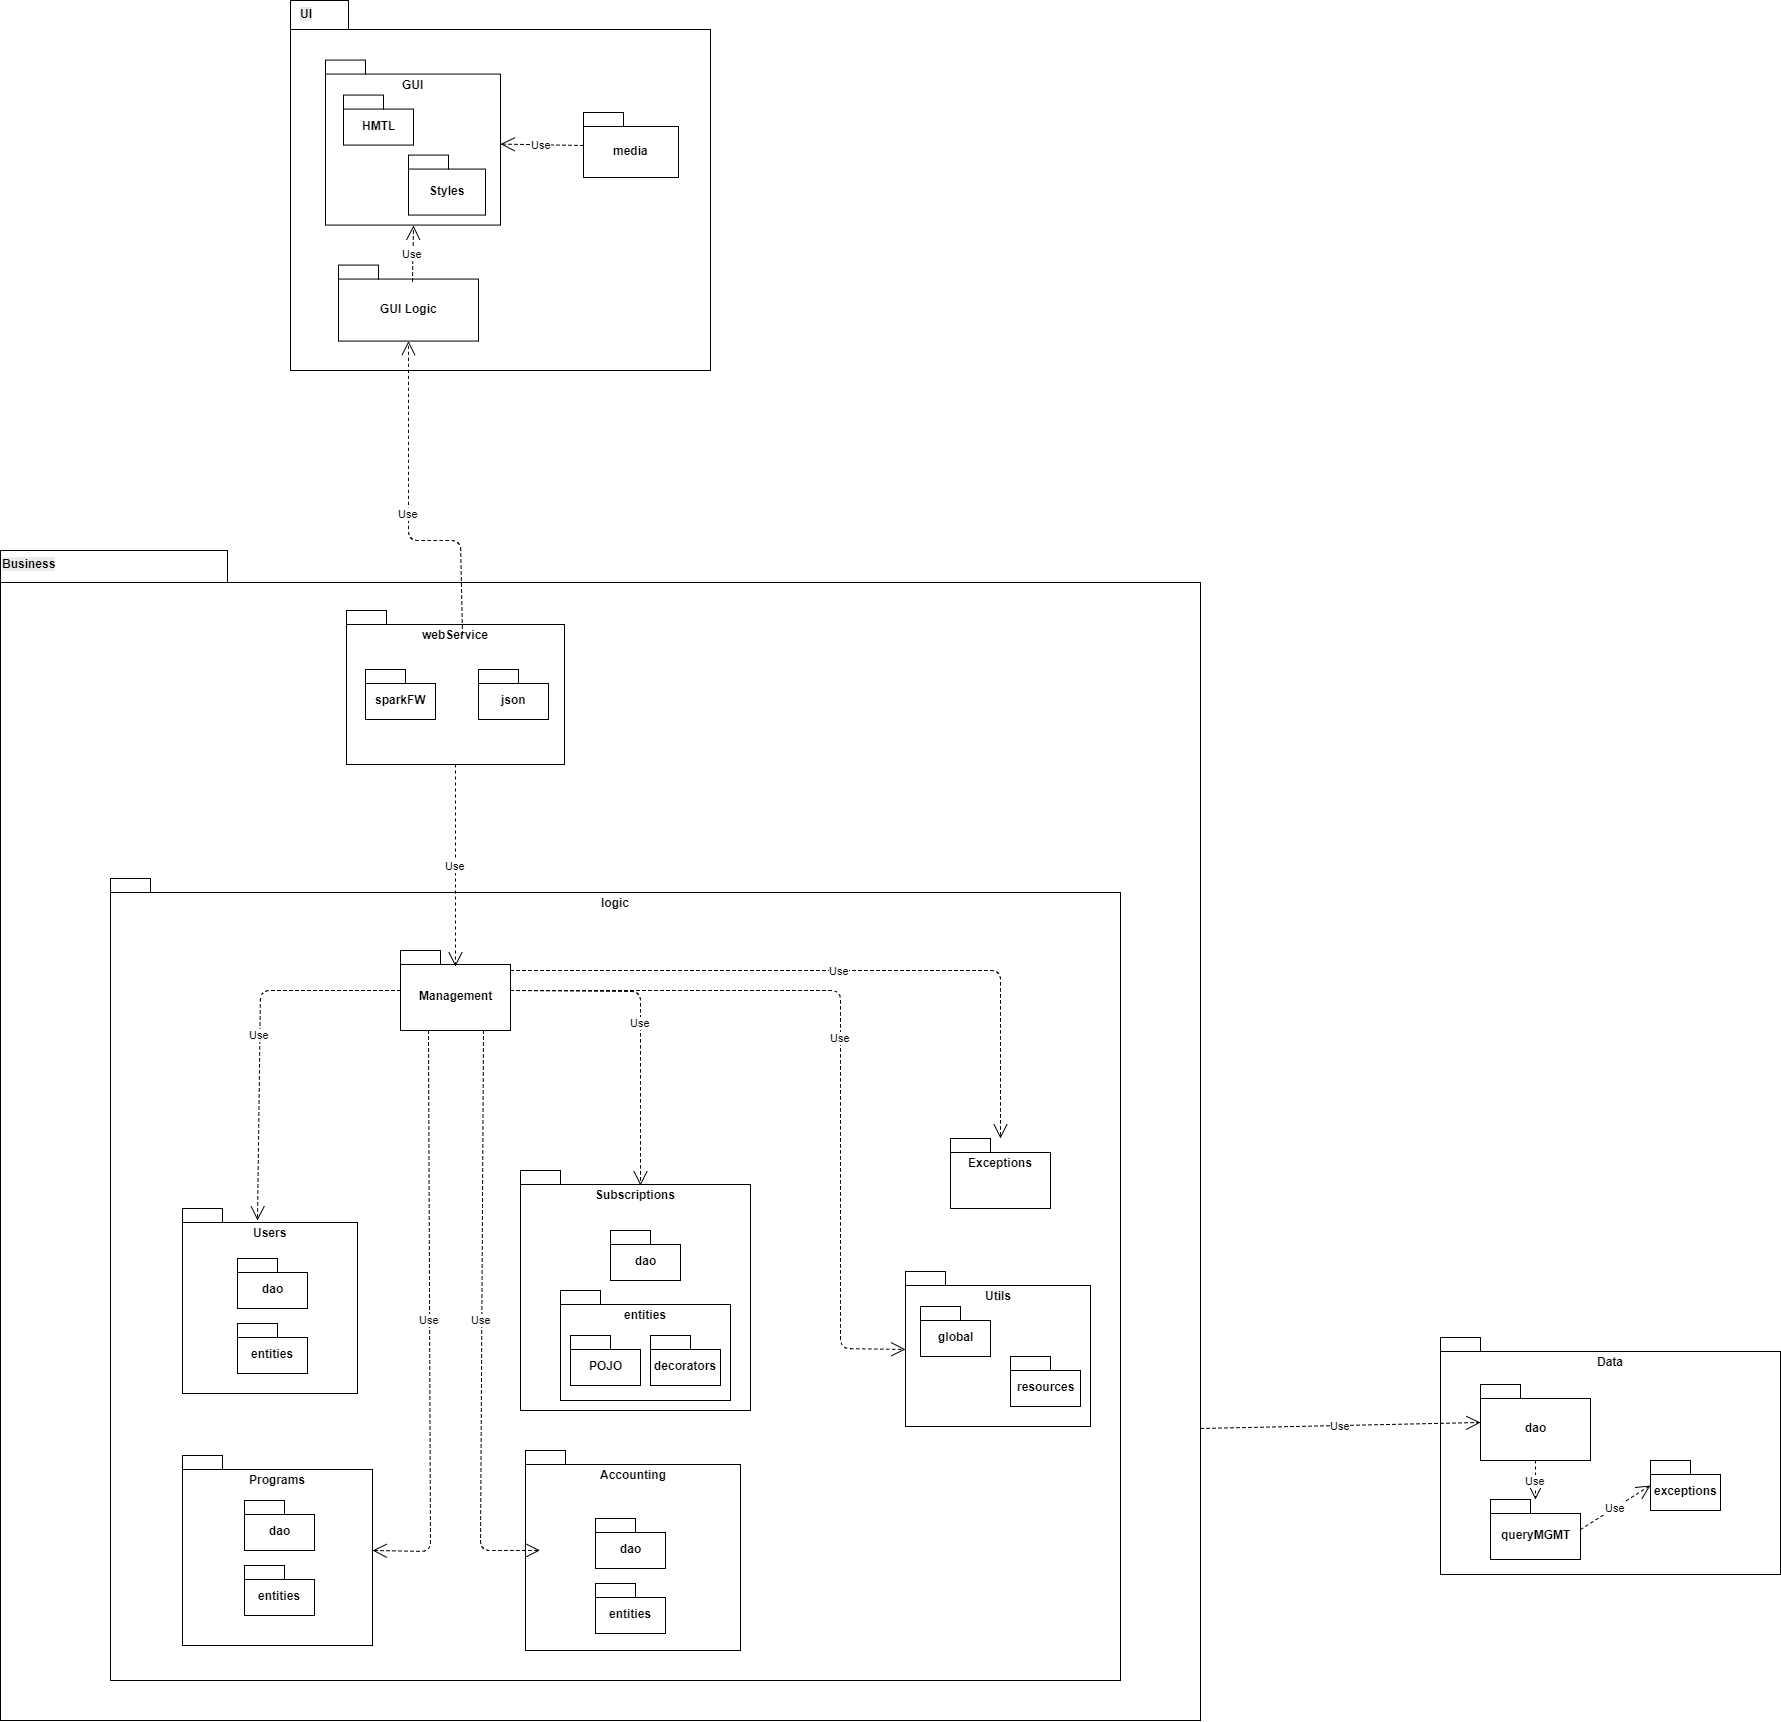 UI
GUI
HMTL
Use
media
Styles
Use
GUI Logic
Use
Business
webService
sparkFW
json
Use
logic
Use
Management
Use
Use
Use
Exceptions
Subscriptions
Users
dao
dao
Utils
entities
global
Use
Use
entities
POJO
decorators
resources
Data
Use
dao
Programs
Accounting
Use
exceptions
Use
queryMGMT
dao
dao
entities
entities
Use